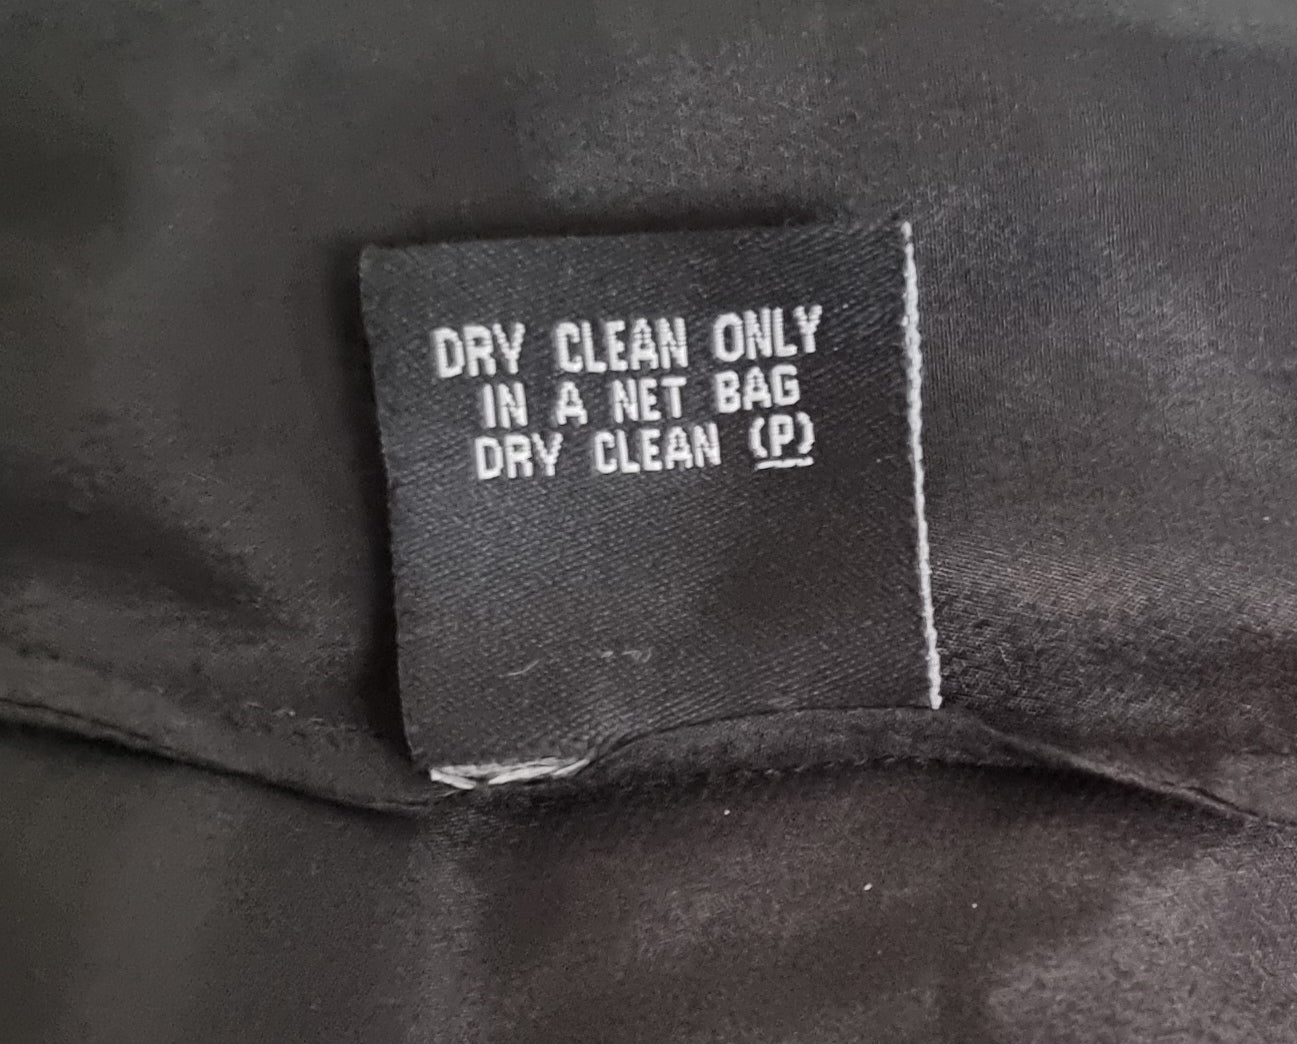 DRY CLEAN ONLY
IN A NET BAG
DRY CLEAN (P)